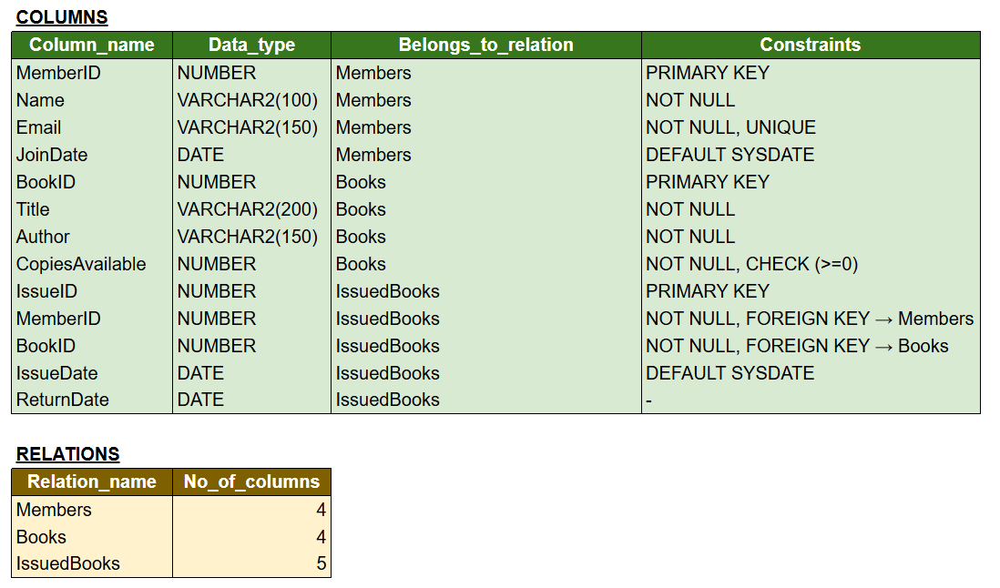 COLUMNS
Column_name Data_type Belongs_to_relation Constraints
MemberID NUMBER Members PRIMARY KEY
Name VARCHAR2(100) Members NOT NULL
Email VARCHAR2(150) Members NOT NULL, UNIQUE
JoinDate DATE Members DEFAULT SYSDATE
BookID NUMBER Books PRIMARY KEY
Title VARCHAR2(200) Books NOT NULL
Author VARCHAR2(150) Books NOT NULL
CopiesAvailable NUMBER Books NOT NULL, CHECK (>=0)
IssueID NUMBER IssuedBooks PRIMARY KEY
MemberID NUMBER IssuedBooks NOT NULL, FOREIGN KEY → Members
BookID NUMBER IssuedBooks NOT NULL, FOREIGN KEY → Books
IssueDate DATE IssuedBooks DEFAULT SYSDATE
ReturnDate DATE IssuedBooks -
RELATIONS
Relation_name No_of_columns
Members 4
Books 4
IssuedBooks 5